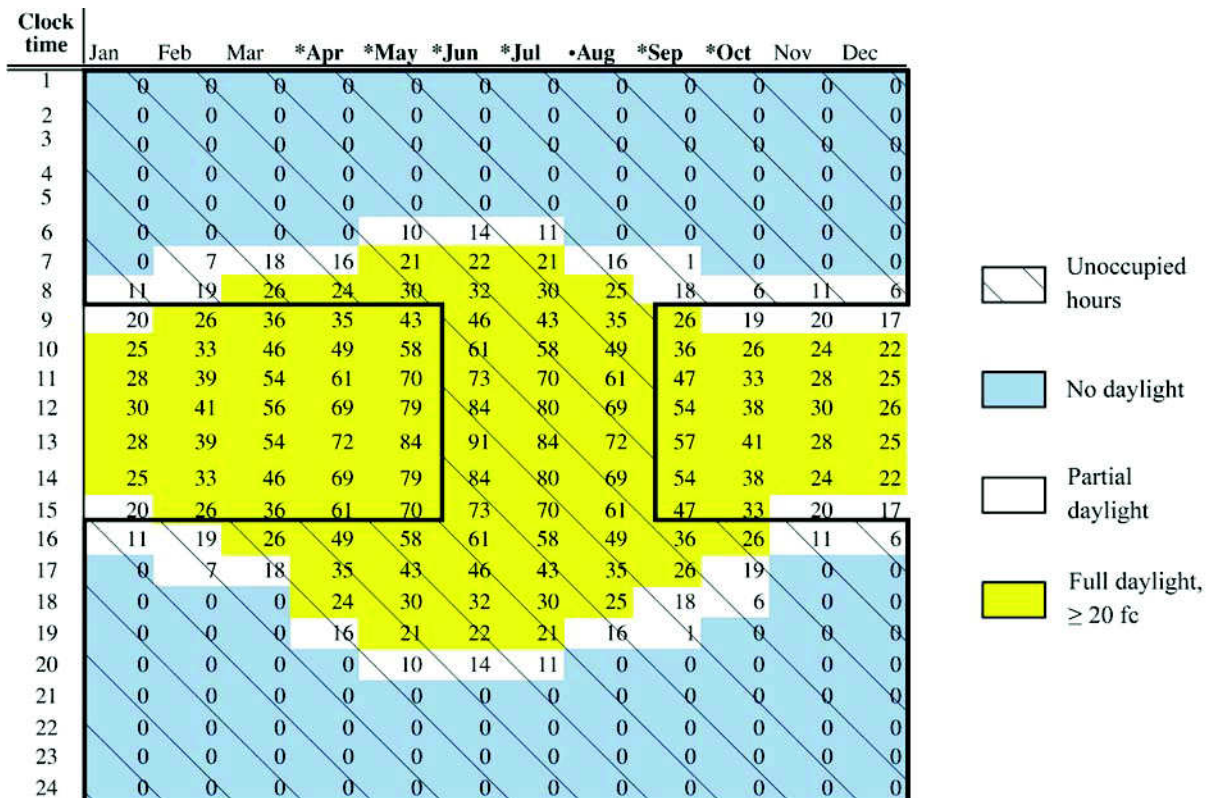 Clock
time Jan Feb Mar *Apr *May *Jun *Jul •Aug *Sep *Oct Nov Dec
1 0 0 0 0 0 0 0 0 0 0 0 0
2 0 0 0 0 0 0 0 0 0 0 0 0
3 0 0 0 0 0 0 0 0 0 0 0 0
4 0 0 0 0 0 0 0 0 0 0 0 0
5 0 0 0 0 0 0 0 0 0 0 0 0
6 0 0 0 0 10 14 11 0 0 0 0 0
7 0 7 18 16 21 22 21 16 1 0 0 0
8 11 19 26 24 30 32 30 25 18 6 11 6
9 20 26 36 35 43 46 43 35 26 19 20 17
10 25 33 46 49 58 61 58 49 36 26 24 22
11 28 39 54 61 70 73 70 61 47 33 28 25
12 30 41 56 69 79 84 80 69 54 38 30 26
13 28 39 54 72 84 91 84 72 57 41 28 25
14 25 33 46 69 79 84 80 69 54 38 24 22
15 20 26 36 61 70 73 70 61 47 33 20 17
16 11 19 26 49 58 61 58 49 36 26 11 6
17 0 7 18 35 43 46 43 35 26 19 0 0
18 0 0 0 24 30 32 30 25 18 6 0 0
19 0 0 0 16 21 22 21 16 1 0 0 0
20 0 0 0 0 10 14 11 0 0 0 0 0
21 0 0 0 0 0 0 0 0 0 0 0 0
22 0 0 0 0 0 0 0 0 0 0 0 0
23 0 0 0 0 0 0 0 0 0 0 0 0
24 0 0 0 0 0 0 0 0 0 0 0 0
Unoccupied
hours
No daylight
Partial
daylight
Full daylight,
≥ 20 fc